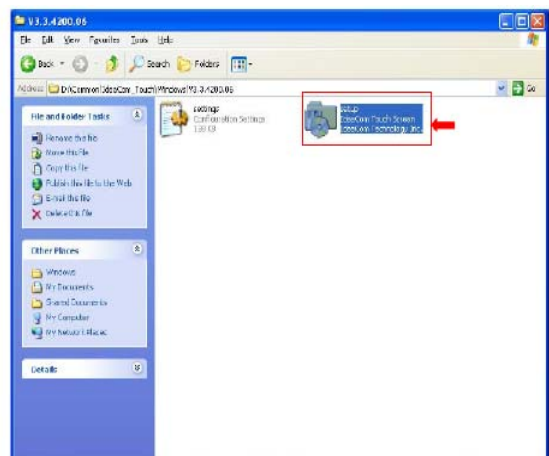 V3.3.4200.06
File Edit View Favorites Tools Help
Back Search Folders
Address D:\Common\IdeaCom_Touch\Windows\V3.3.4200.06 Go
File and Folder Tasks
Rename this file
Move this file
Copy this file
Publish this file to the Web
E-mail this file
Delete this file
Other Places
Windows
My Documents
Shared Documents
My Computer
My Network Places
Details
settings
Configuration Settings
setup
IdeaCom Touch Screen
IdeaCom Technology Inc.